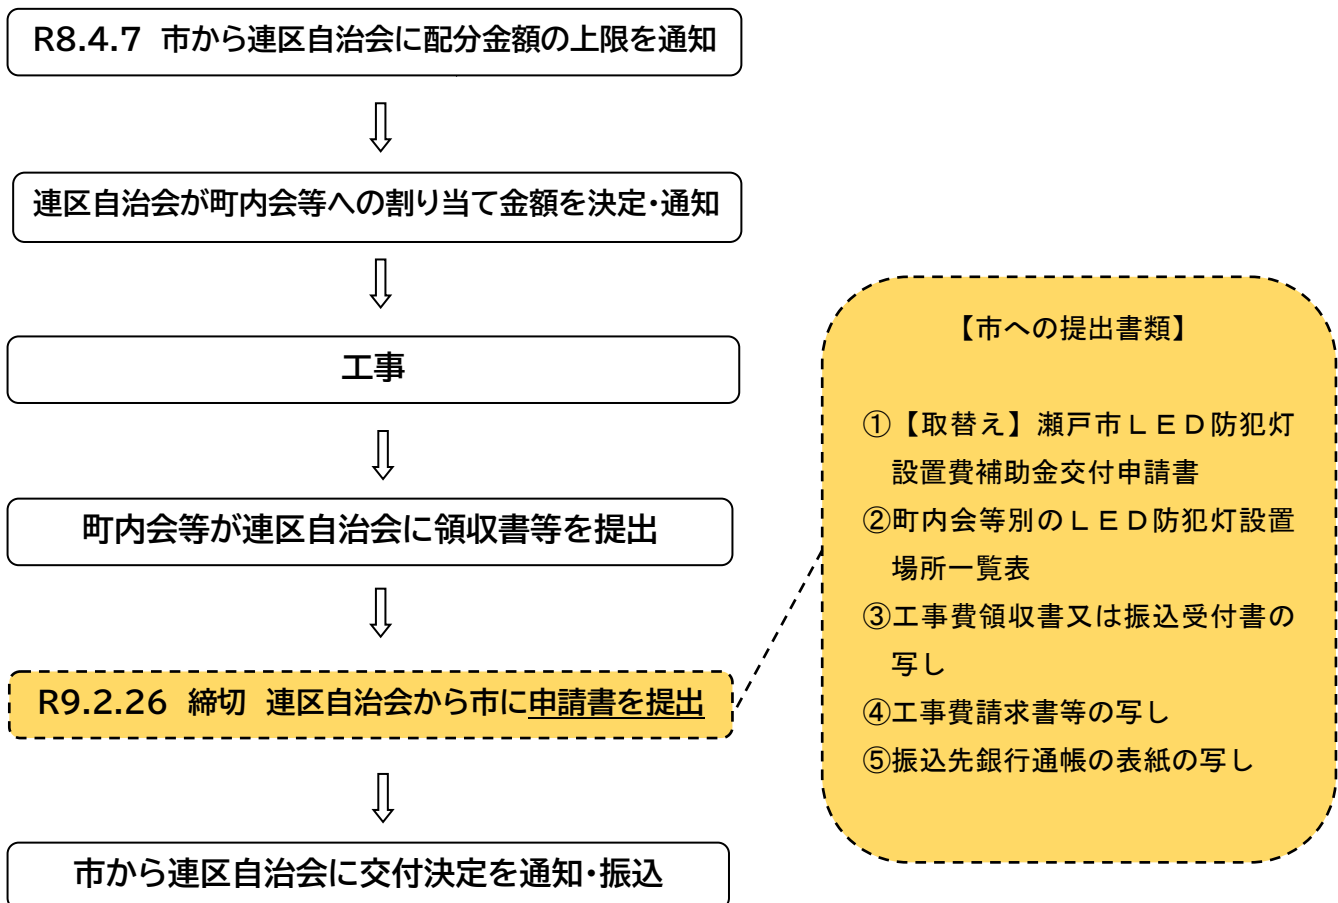 R8.4.7 市から連区自治会に配分金額の上限を通知
連区自治会が町内会等への割り当て金額を決定・通知
工事
町内会等が連区自治会に領収書等を提出
R9.2.26 締切 連区自治会から市に申請書を提出
市から連区自治会に交付決定を通知・振込
【市への提出書類】
①【取替え】瀬戸市ＬＥＤ防犯灯
設置費補助金交付申請書
②町内会等別のＬＥＤ防犯灯設置
場所一覧表
③工事費領収書又は振込受付書の
写し
④工事費請求書等の写し
⑤振込先銀行通帳の表紙の写し